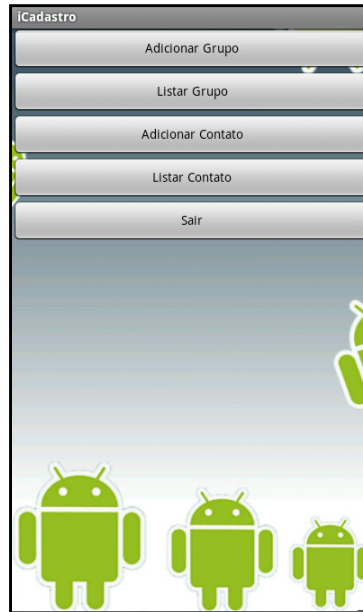 iCadastro
Adicionar Grupo
Listar Grupo
Adicionar Contato
Listar Contato
Sair